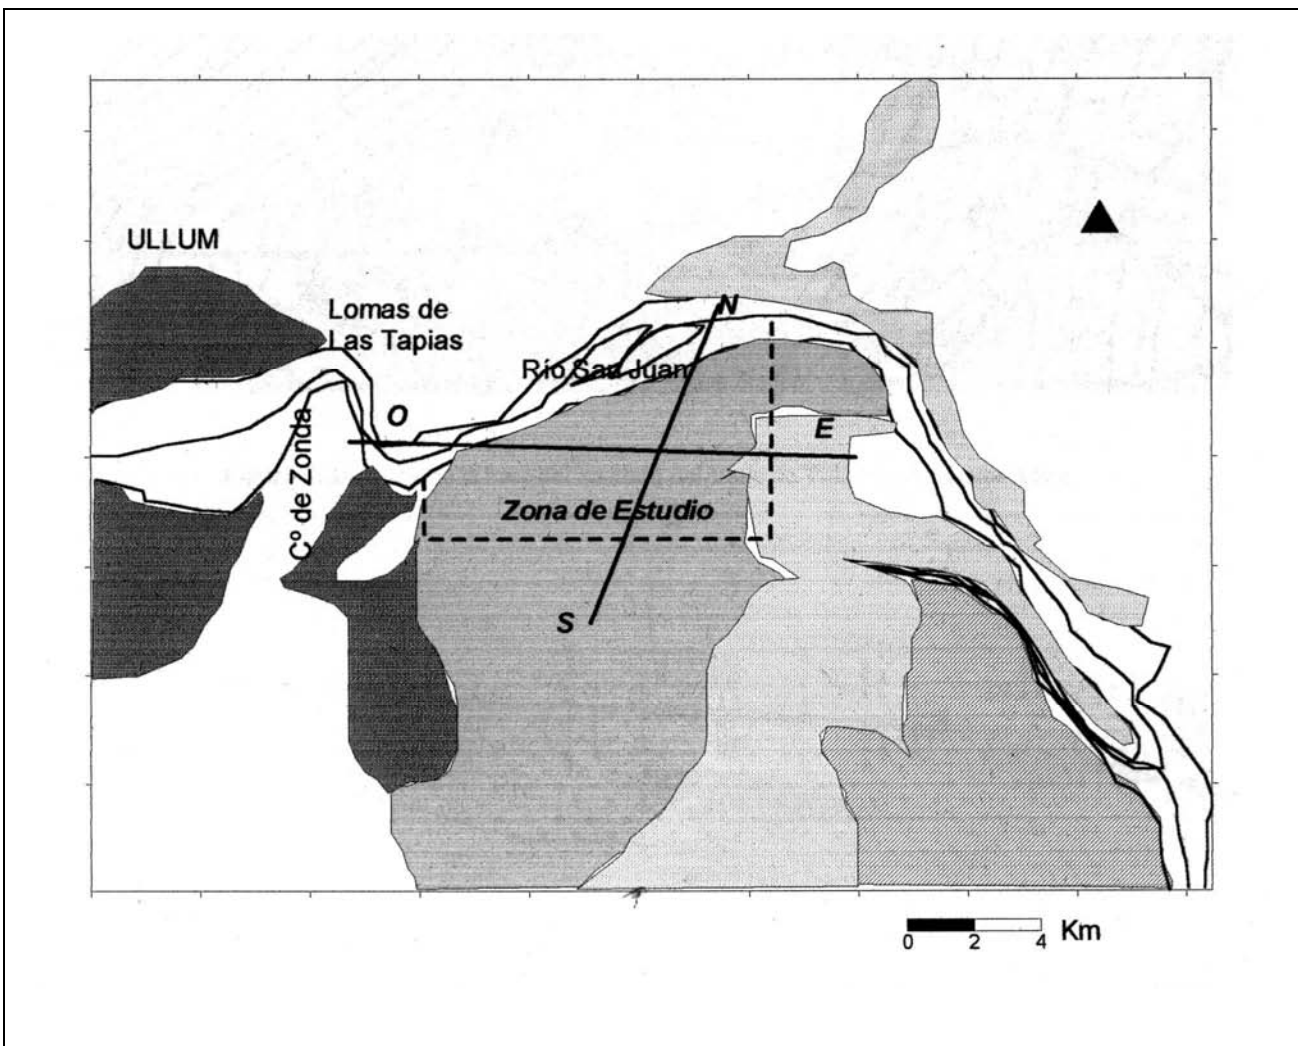 ULLUM
Lomas de
Las Tapias
N
Río San Juan
O
E
Cº de Zonda
Zona de Estudio
S
Km
0 2 4